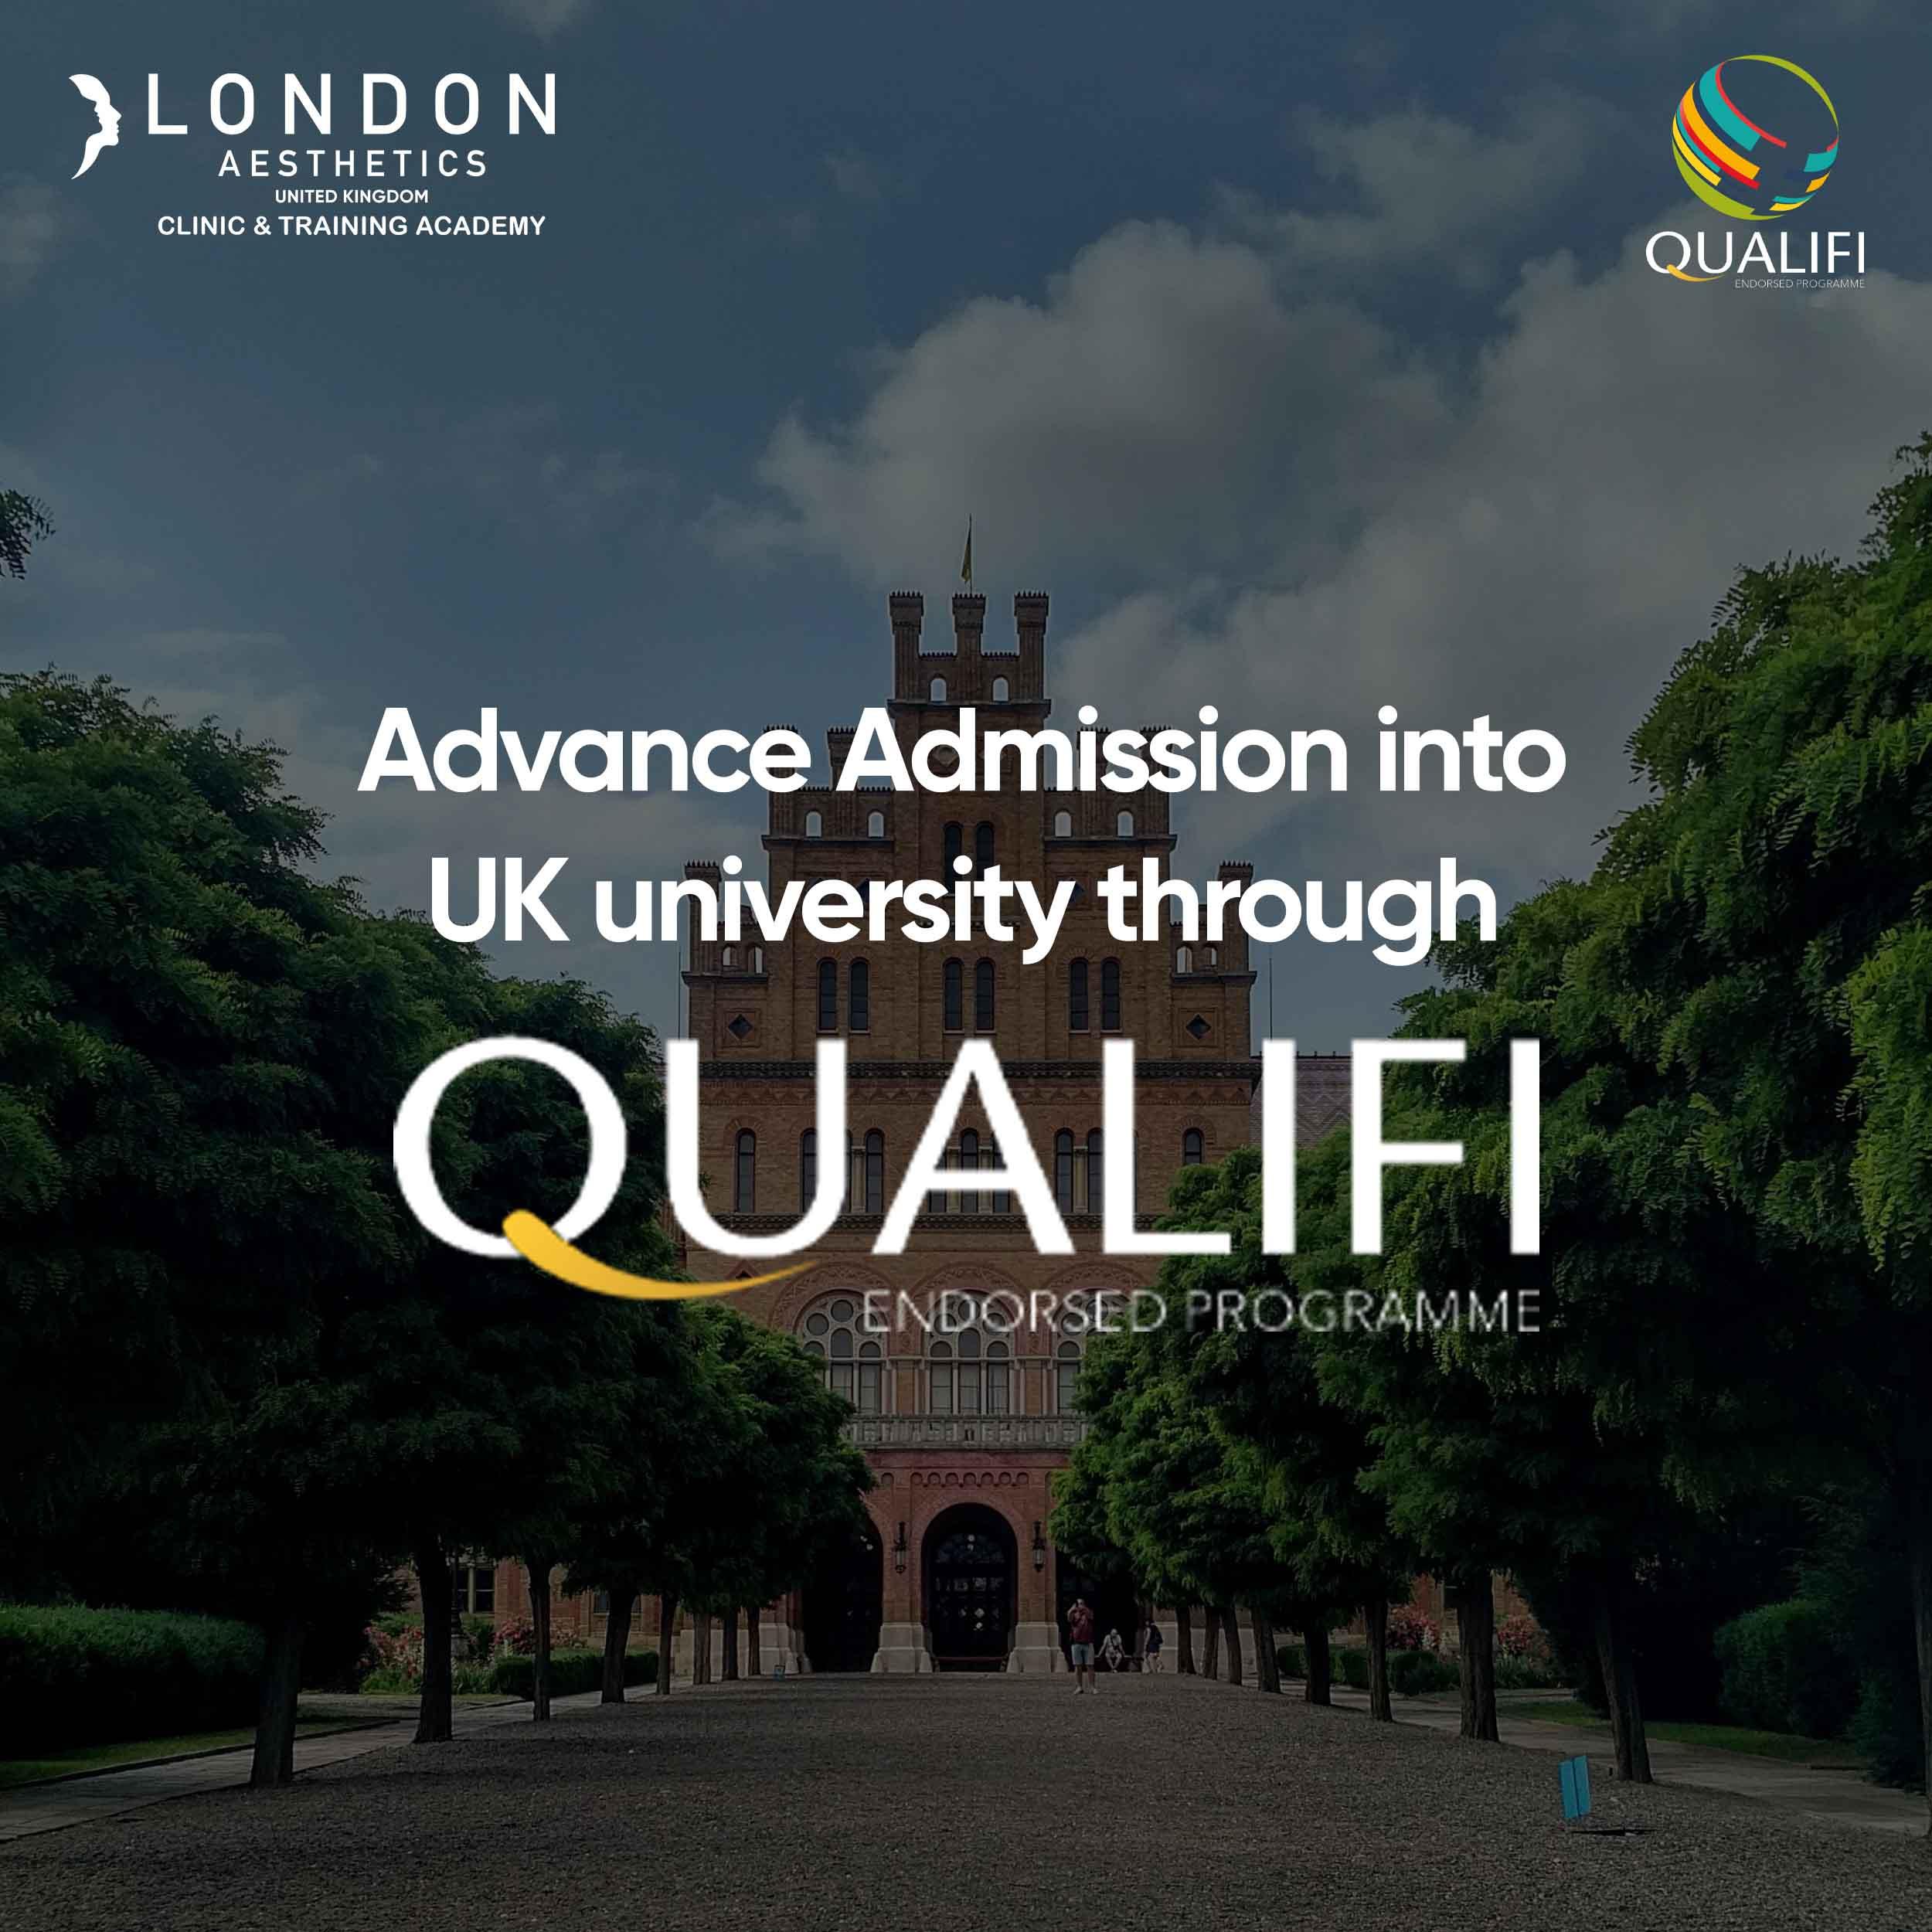 LONDON
AESTHETICS
UNITED KINGDOM
CLINIC & TRAINING ACADEMY
QUALIFI
ENDORSED PROGRAMME
Advance Admission into
UK university through
QUALIFI
ENDORSED PROGRAMME